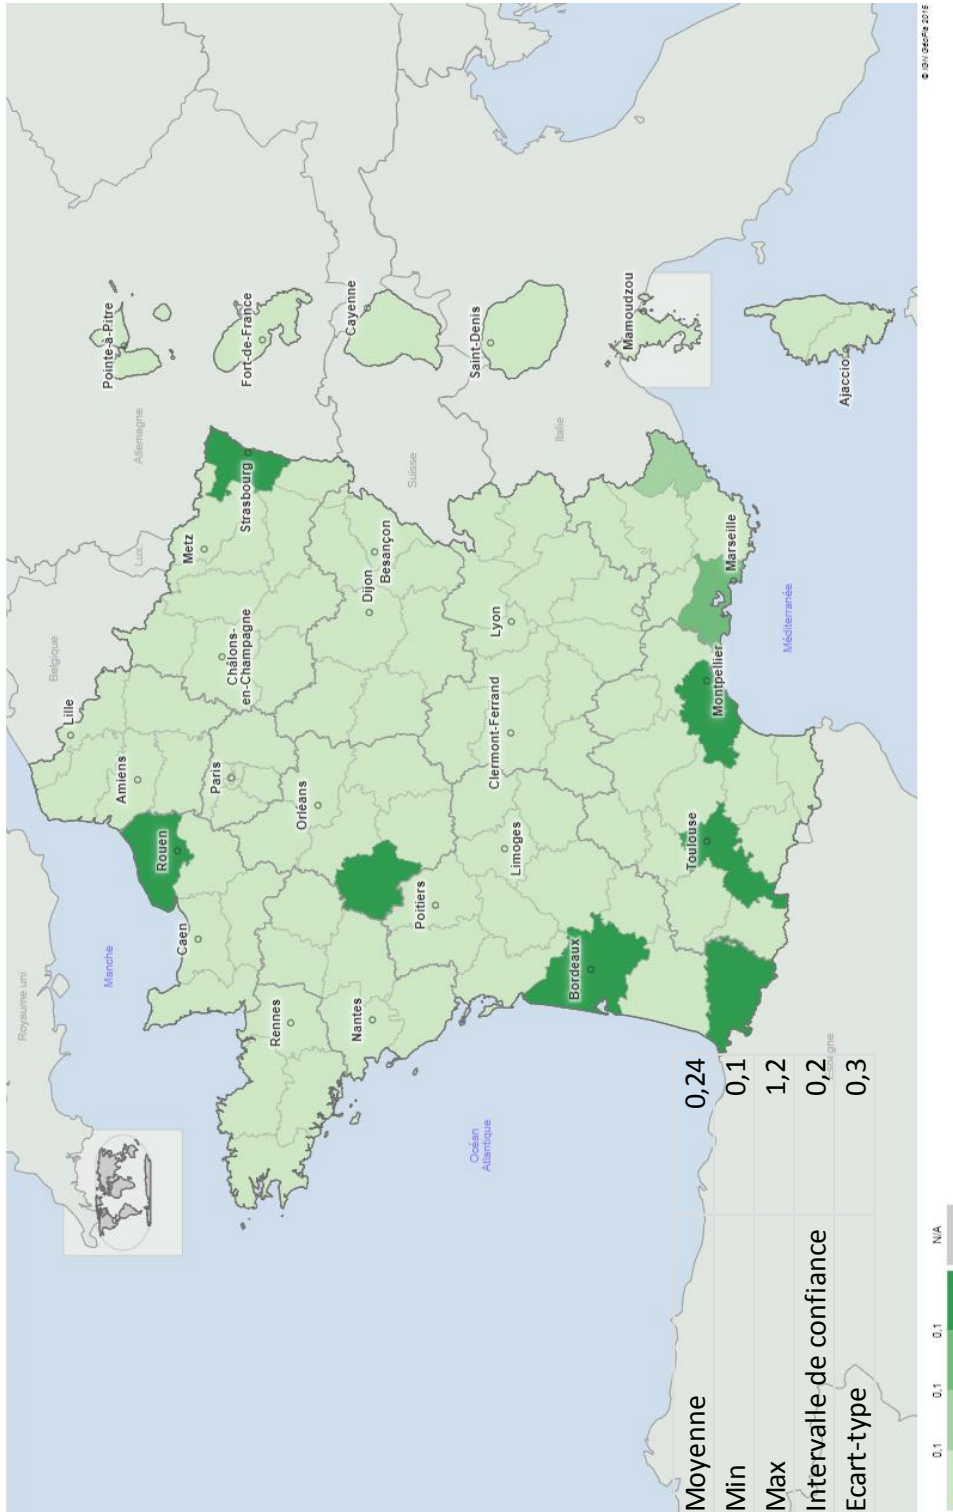 © IGN GéoFla 2015
Royaume uni
Manche
Belgique
Lux.
Allemagne
Suisse
Italie
Espagne
Méditerranée
Océan
Atlantique
Lille
Amiens
Rouen
Caen
Paris
Châlons-
en-Champagne
Metz
Strasbourg
Rennes
Nantes
Orléans
Dijon
Besançon
Poitiers
Limoges
Clermont-Ferrand
Lyon
Bordeaux
Toulouse
Montpellier
Marseille
Pointe-à-Pitre
Fort-de-France
Cayenne
Saint-Denis
Mamoudzou
Ajaccio
Moyenne 0,24
Min 0,1
Max 1,2
Intervalle de confiance 0,2
Ecart-type 0,3
0,1 0,1 0,1 N/A